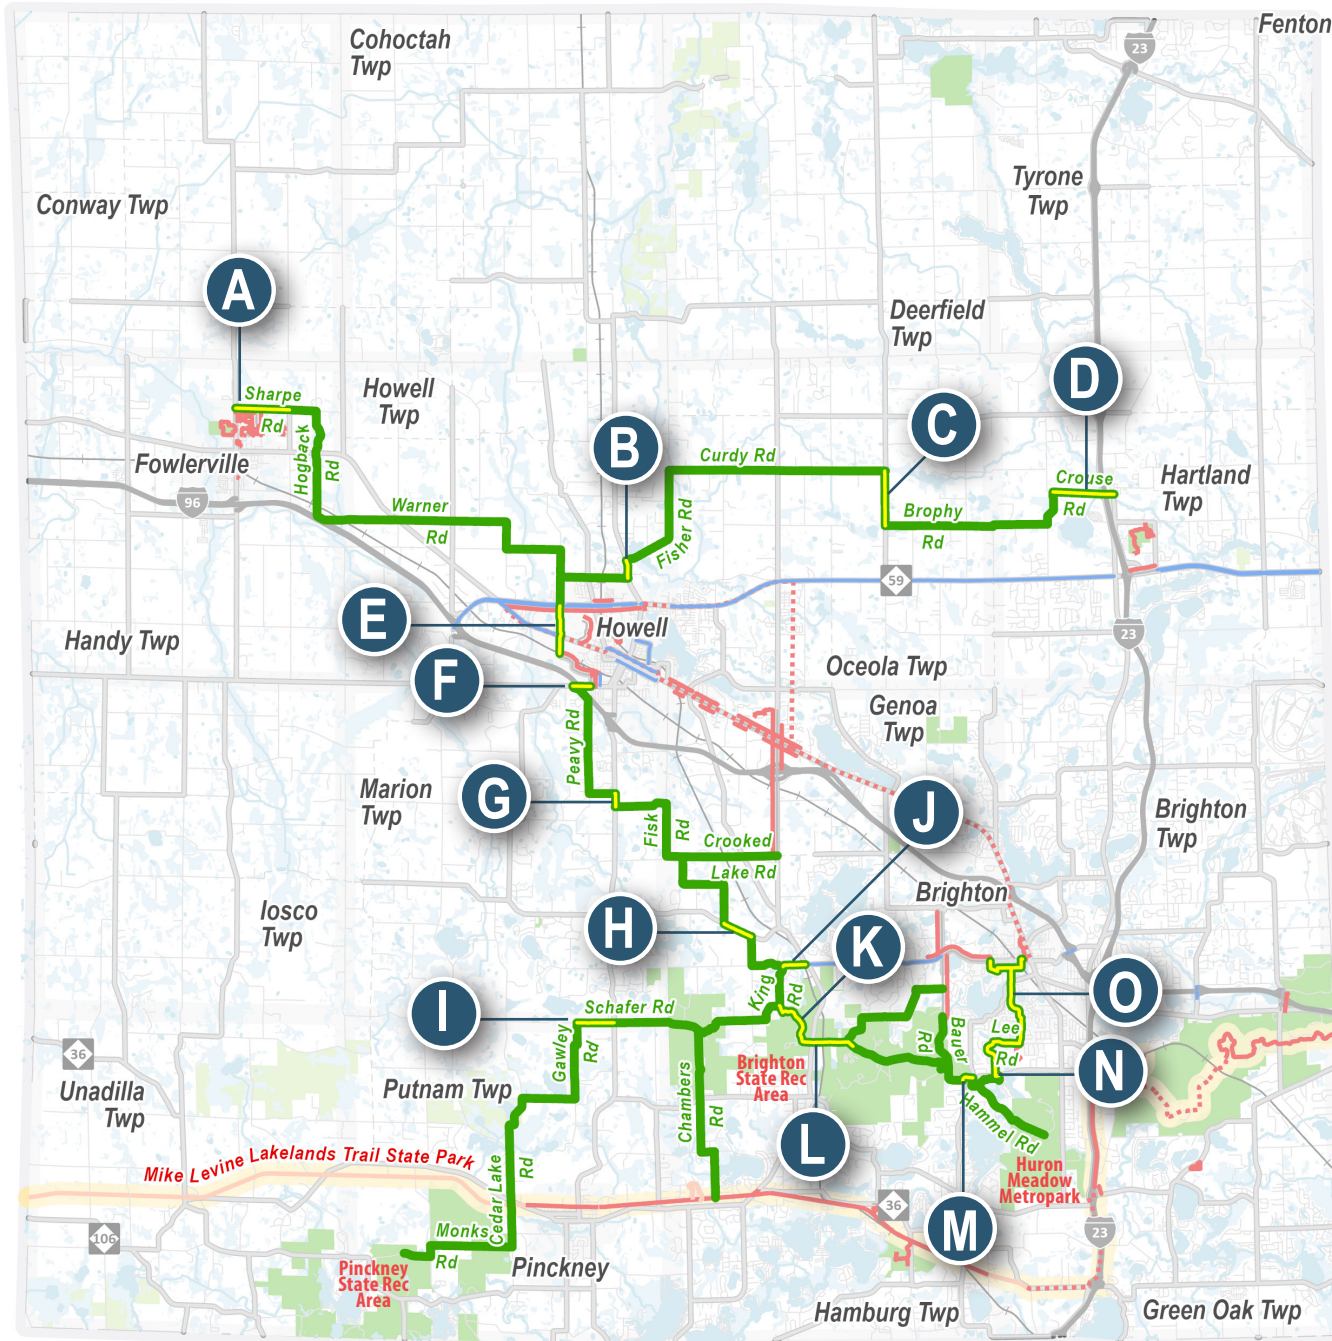 Fenton
Cohoctah
Twp
23
Tyrone
Twp
Conway Twp
A
Deerfield
Twp
D
Howell
Twp
Sharpe
Rd
C
B
Fowlerville
Hogback
Rd
Curdy Rd
Hartland
Twp
Crouse
Rd
96
Warner
Rd
Fisher Rd
Brophy
Rd
59
E
Howell
23
Handy Twp
F
Oceola Twp
Genoa
Twp
Peavy Rd
Marion
Twp
G
J
Brighton
Twp
Fisk
Rd
Crooked
Lake Rd
Brighton
Iosco
Twp
H
K
King
Rd
O
I
Schafer Rd
Gawley
Rd
Bauer
Rd
Lee
Rd
36
Brighton
State Rec
Area
N
Unadilla
Twp
Putnam Twp
Chambers
Rd
Hammel Rd
L
Mike Levine Lakelands Trail State Park
Cedar Lake
Rd
Huron
Meadow
Metropark
36
M
106
Monks
Rd
23
Pinckney
State Rec
Area
Pinckney
Hamburg Twp
Green Oak Twp